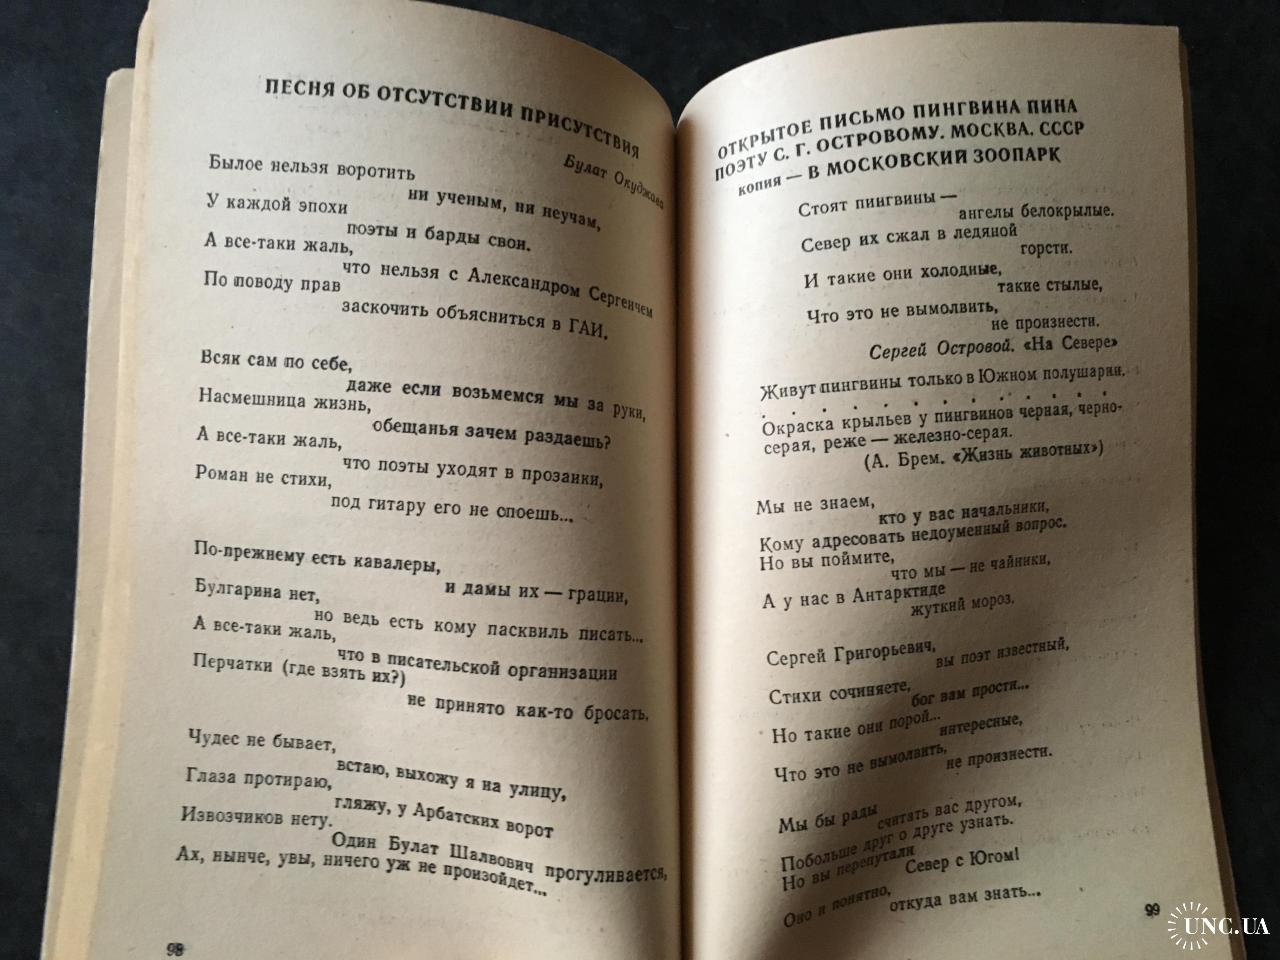 ПЕСНЯ ОБ ОТСУТСТВИИ ПРИСУТСТВИЯ
Булат Окуджава
Былое нельзя воротить
ни ученым, ни неучам,
У каждой эпохи
поэты и барды свои.
А все-таки жаль,
что нельзя с Александром Сергеичем
По поводу прав
заскочить объясниться в ГАИ.
Всяк сам по себе,
даже если возьмемся мы за руки,
Насмешница жизнь,
обещанья зачем раздаешь?
А все-таки жаль,
что поэты уходят в прозаики,
Роман не стихи,
под гитару его не споешь...
По-прежнему есть кавалеры,
и дамы их — грации,
Булгарина нет,
но ведь есть кому пасквиль писать...
А все-таки жаль,
что в писательской организации
Перчатки (где взять их?)
не принято как-то бросать.
Чудес не бывает,
встаю, выхожу я на улицу,
Глаза протираю,
гляжу, у Арбатских ворот
Извозчиков нету.
Один Булат Шалвович прогуливается,
Ах, нынче, увы, ничего уж не произойдет...
98
ОТКРЫТОЕ ПИСЬМО ПИНГВИНА ПИНА
ПОЭТУ С. Г. ОСТРОВОМУ. МОСКВА. СССР
копия — В МОСКОВСКИЙ ЗООПАРК
Стоят пингвины —
ангелы белокрылые.
Север их сжал в ледяной
горсти.
И такие они холодные,
такие стылые,
Что это не вымолвить,
не произнести.
Сергей Островой. «На Севере»
Живут пингвины только в Южном полушарии.
. . . . . . . . . . . . .
Окраска крыльев у пингвинов черная, черно-
серая, реже — железно-серая.
(А. Брем. «Жизнь животных»)
Мы не знаем,
кто у вас начальники,
Кому адресовать недоуменный вопрос.
Но вы поймите,
что мы — не чайники,
А у нас в Антарктиде
жуткий мороз.
Сергей Григорьевич,
вы поэт известный,
Стихи сочиняете,
бог вам прости...
Но такие они порой...
интересные,
Что это не вымолвить,
не произнести.
Мы бы рады
считать вас другом,
Побольше друг о друге узнать.
Но вы перепутали
Север с Югом!
Оно и понятно,
откуда вам знать...
99
UNC.UA